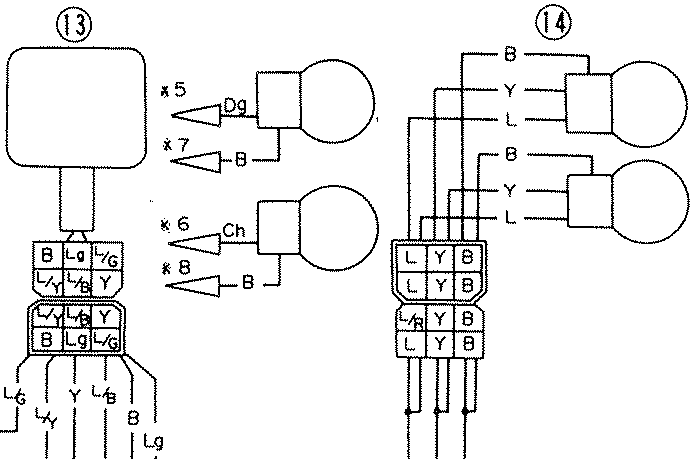 13
14
* 5
Dg
* 7
B
* 6
Ch
* 8
B
B
Y
L
B
Y
L
B Lg L/G
L/Y L/B Y
L/Y L/B Y
B Lg L/G
L/G
L/Y
Y
L/B
B
Lg
L Y B
L Y B
L/R Y B
L Y B